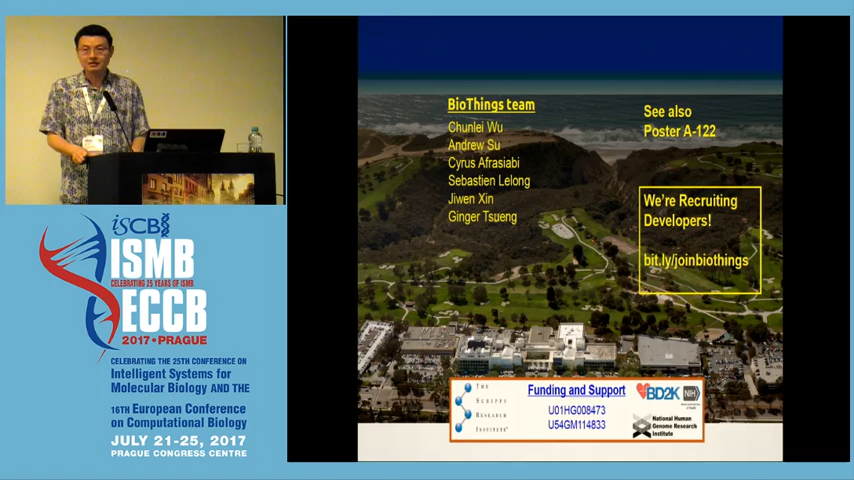 iSCB
ISMB
CELEBRATING 25 YEARS OF ISMB
ECCB
2017 • PRAGUE
CELEBRATING THE 25TH CONFERENCE ON
Intelligent Systems for
Molecular Biology AND THE
16TH European Conference
on Computational Biology
JULY 21-25, 2017
PRAGUE CONGRESS CENTRE
BioThings team
Chunlei Wu
Andrew Su
Cyrus Afrasiabi
Sebastien Lelong
Jiwen Xin
Ginger Tsueng
See also
Poster A-122
We're Recruiting
Developers!
bit.ly/joinbiothings
THE
SCRIPPS
RESEARCH
INSTITUTE
Funding and Support
U01HG008473
U54GM114833
BD2K
NIH
National Human
Genome Research
Institute